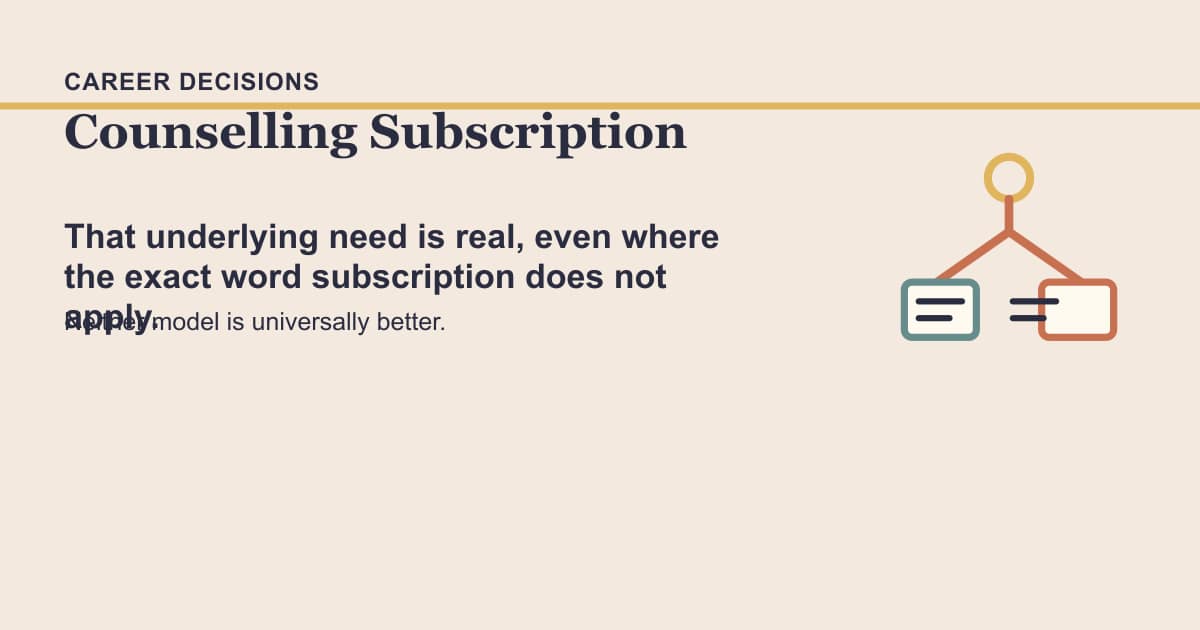 CAREER DECISIONS
Counselling Subscription
That underlying need is real, even where
the exact word subscription does not
apply.
Neither model is universally better.